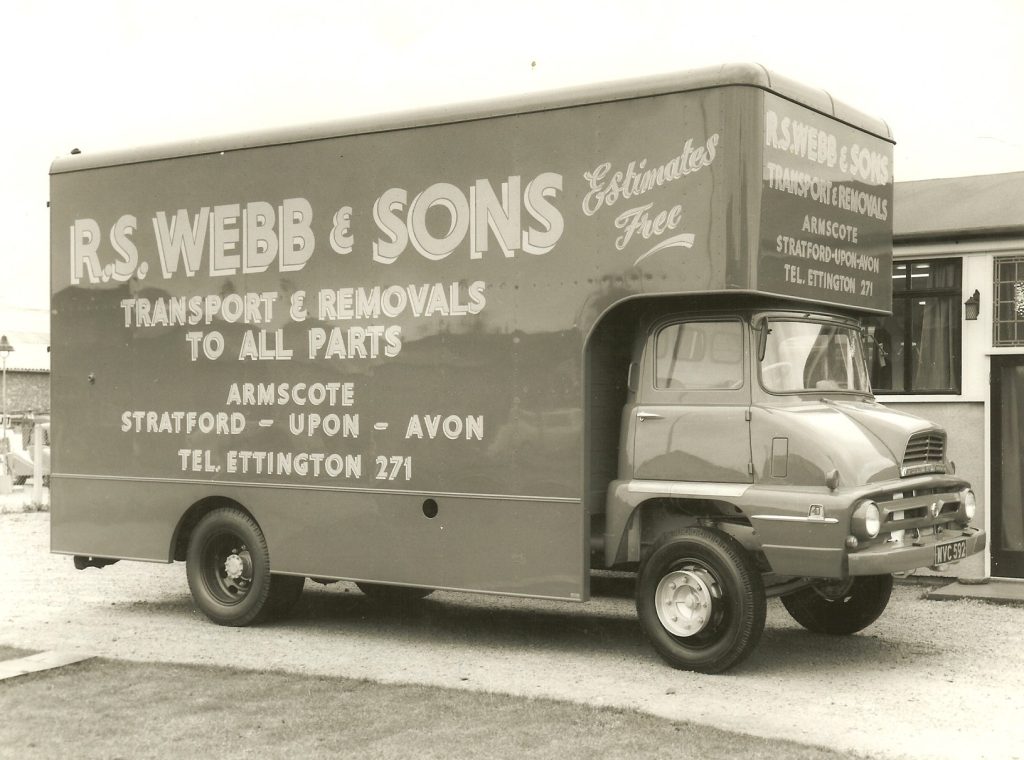 R.S. WEBB & SONS
Estimates
Free
TRANSPORT & REMOVALS
TO ALL PARTS
ARMSCOTE
STRATFORD - UPON - AVON
TEL. ETTINGTON 271
R.S. WEBB & SONS
TRANSPORT & REMOVALS
ARMSCOTE
STRATFORD-UPON-AVON
TEL. ETTINGTON 271